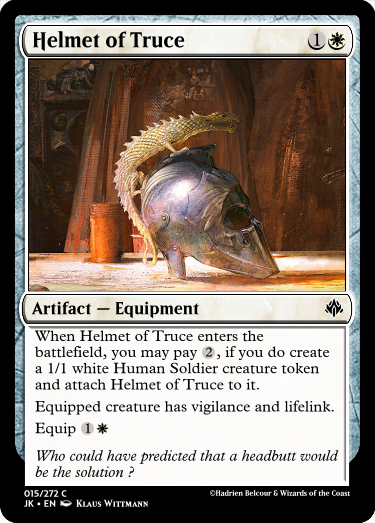 Helmet of Truce 1
Artifact — Equipment
When Helmet of Truce enters the
battlefield, you may pay 2, if you do create
a 1/1 white Human Soldier creature token
and attach Helmet of Truce to it.
Equipped creature has vigilance and lifelink.
Equip 1
Who could have predicted that a headbutt would
be the solution ?
015/272 C
JK • EN Klaus Wittmann
©Hadrien Belcour & Wizards of the Coast